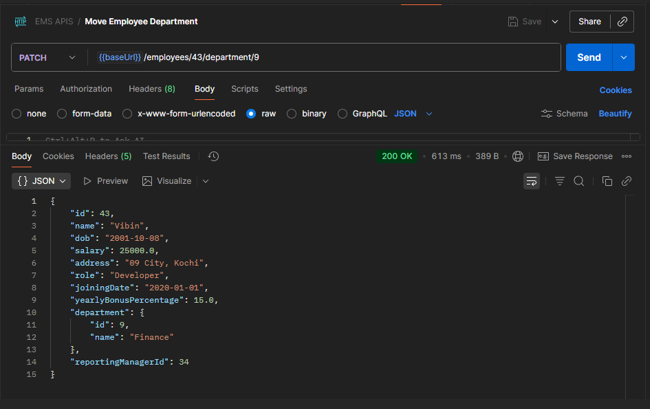 HTTP EMS APIS / Move Employee Department Save Share
PATCH {{baseUrl}} /employees/43/department/9 Send
Params Authorization Headers (8) Body Scripts Settings Cookies
none form-data x-www-form-urlencoded raw binary GraphQL JSON Schema Beautify
1 Ctrl+Alt+P to Ask AI
Body Cookies Headers (5) Test Results 200 OK • 613 ms • 389 B • Save Response
{} JSON Preview Visualize
1 {
2 "id": 43,
3 "name": "Vibin",
4 "dob": "2001-10-08",
5 "salary": 25000.0,
6 "address": "09 City, Kochi",
7 "role": "Developer",
8 "joiningDate": "2020-01-01",
9 "yearlyBonusPercentage": 15.0,
10 "department": {
11 "id": 9,
12 "name": "Finance"
13 },
14 "reportingManagerId": 34
15 }